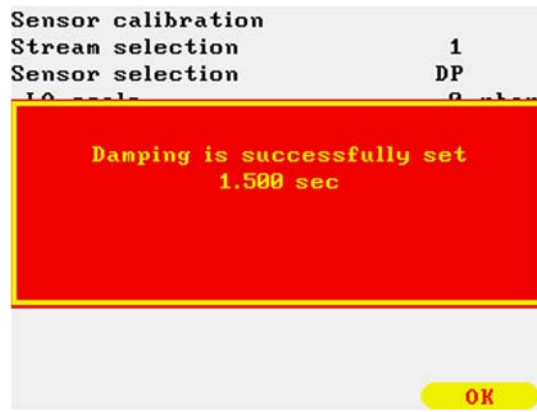 Sensor calibration
Stream selection 1
Sensor selection DP
Damping is successfully set
1.500 sec
OK